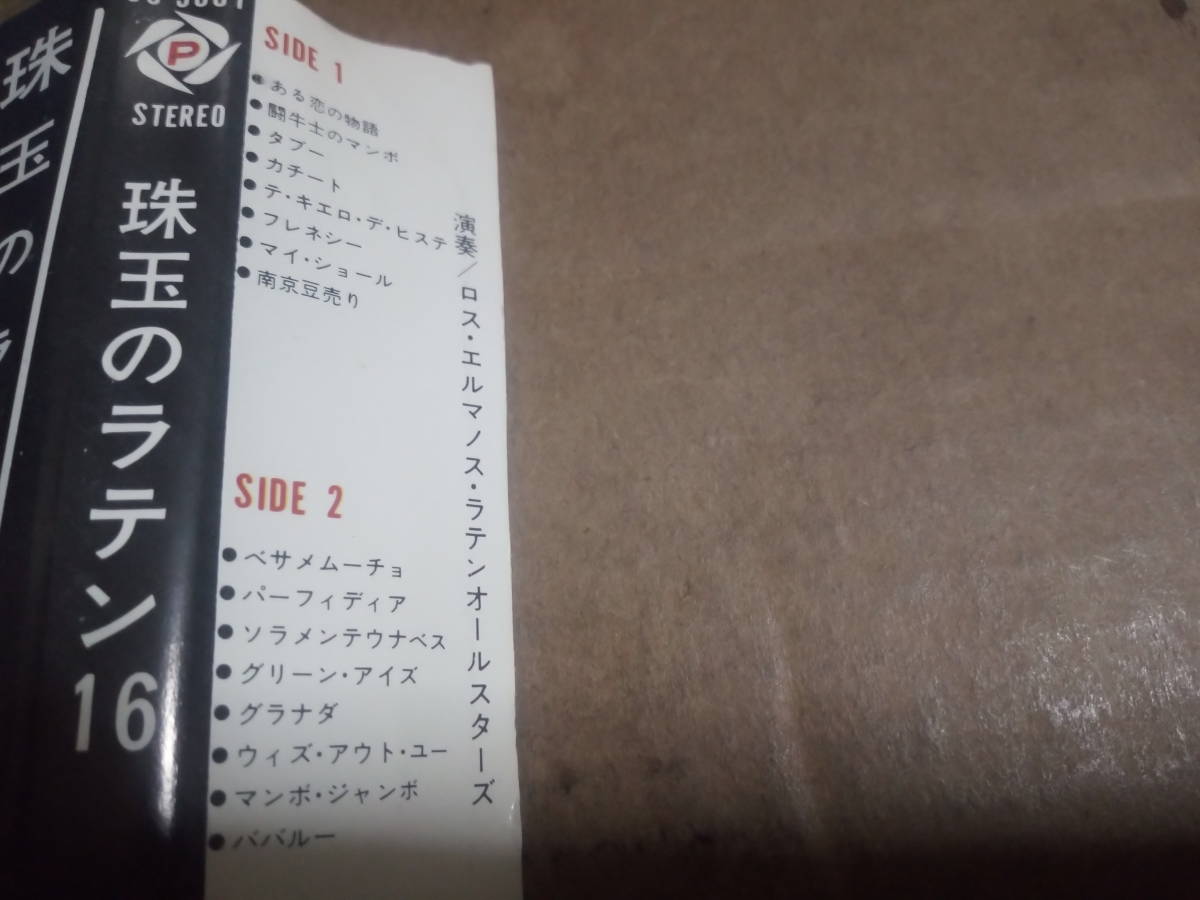 珠玉の
P
STEREO
珠玉のラテン16
SIDE 1
●ある恋の物語
●闘牛士のマンボ
●タブー
●カチート
●テ・キエロ・デ・ヒステ
●フレネシー
●マイ・ショール
●南京豆売り
SIDE 2
●ベサメムーチョ
●パーフィディア
●ソラメンテウナベス
●グリーン・アイズ
●グラナダ
●ウィズ・アウト・ユー
●マンボ・ジャンボ
●ババルー
演奏/ロス・エルマノス・ラテンオールスターズ